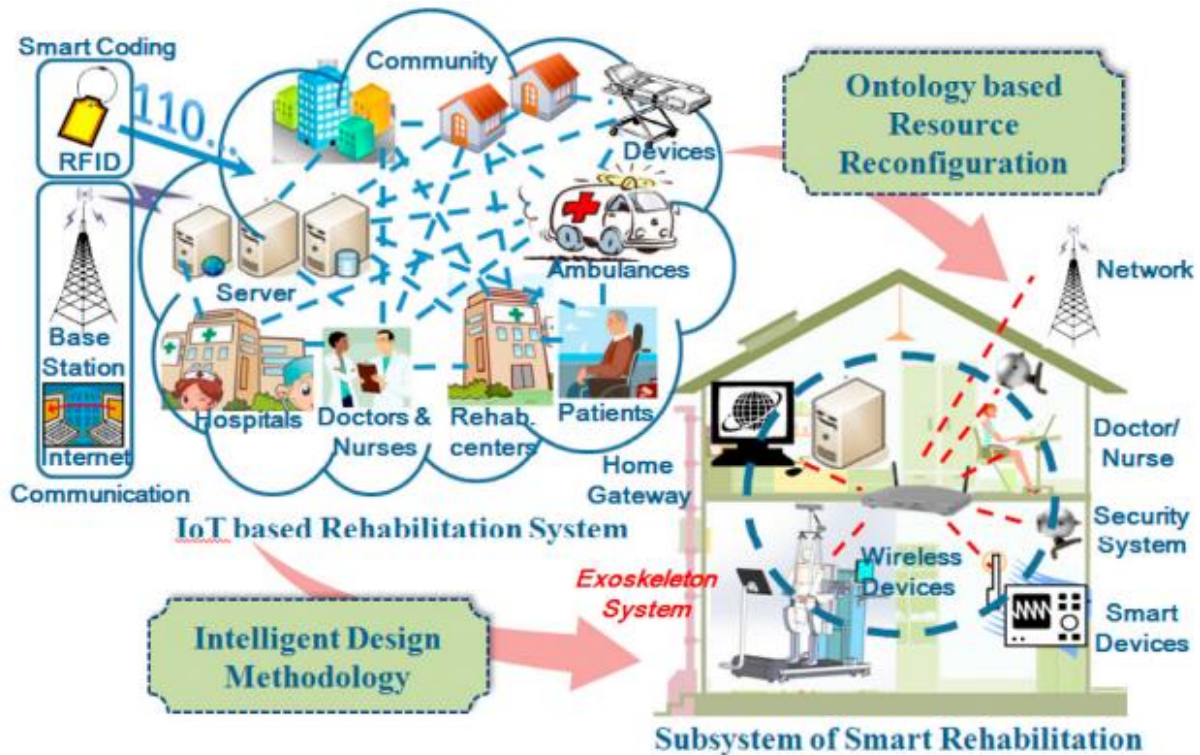 Smart Coding
RFID
110...
Base
Station
Internet
Communication
Community
Devices
Server
Ambulances
Hospitals
Doctors &
Nurses
Rehab.
centers
Patients
IoT based Rehabilitation System
Ontology based
Resource
Reconfiguration
Intelligent Design
Methodology
Network
Home
Gateway
Doctor/
Nurse
Security
System
Wireless
Devices
Exoskeleton
System
Smart
Devices
Subsystem of Smart Rehabilitation